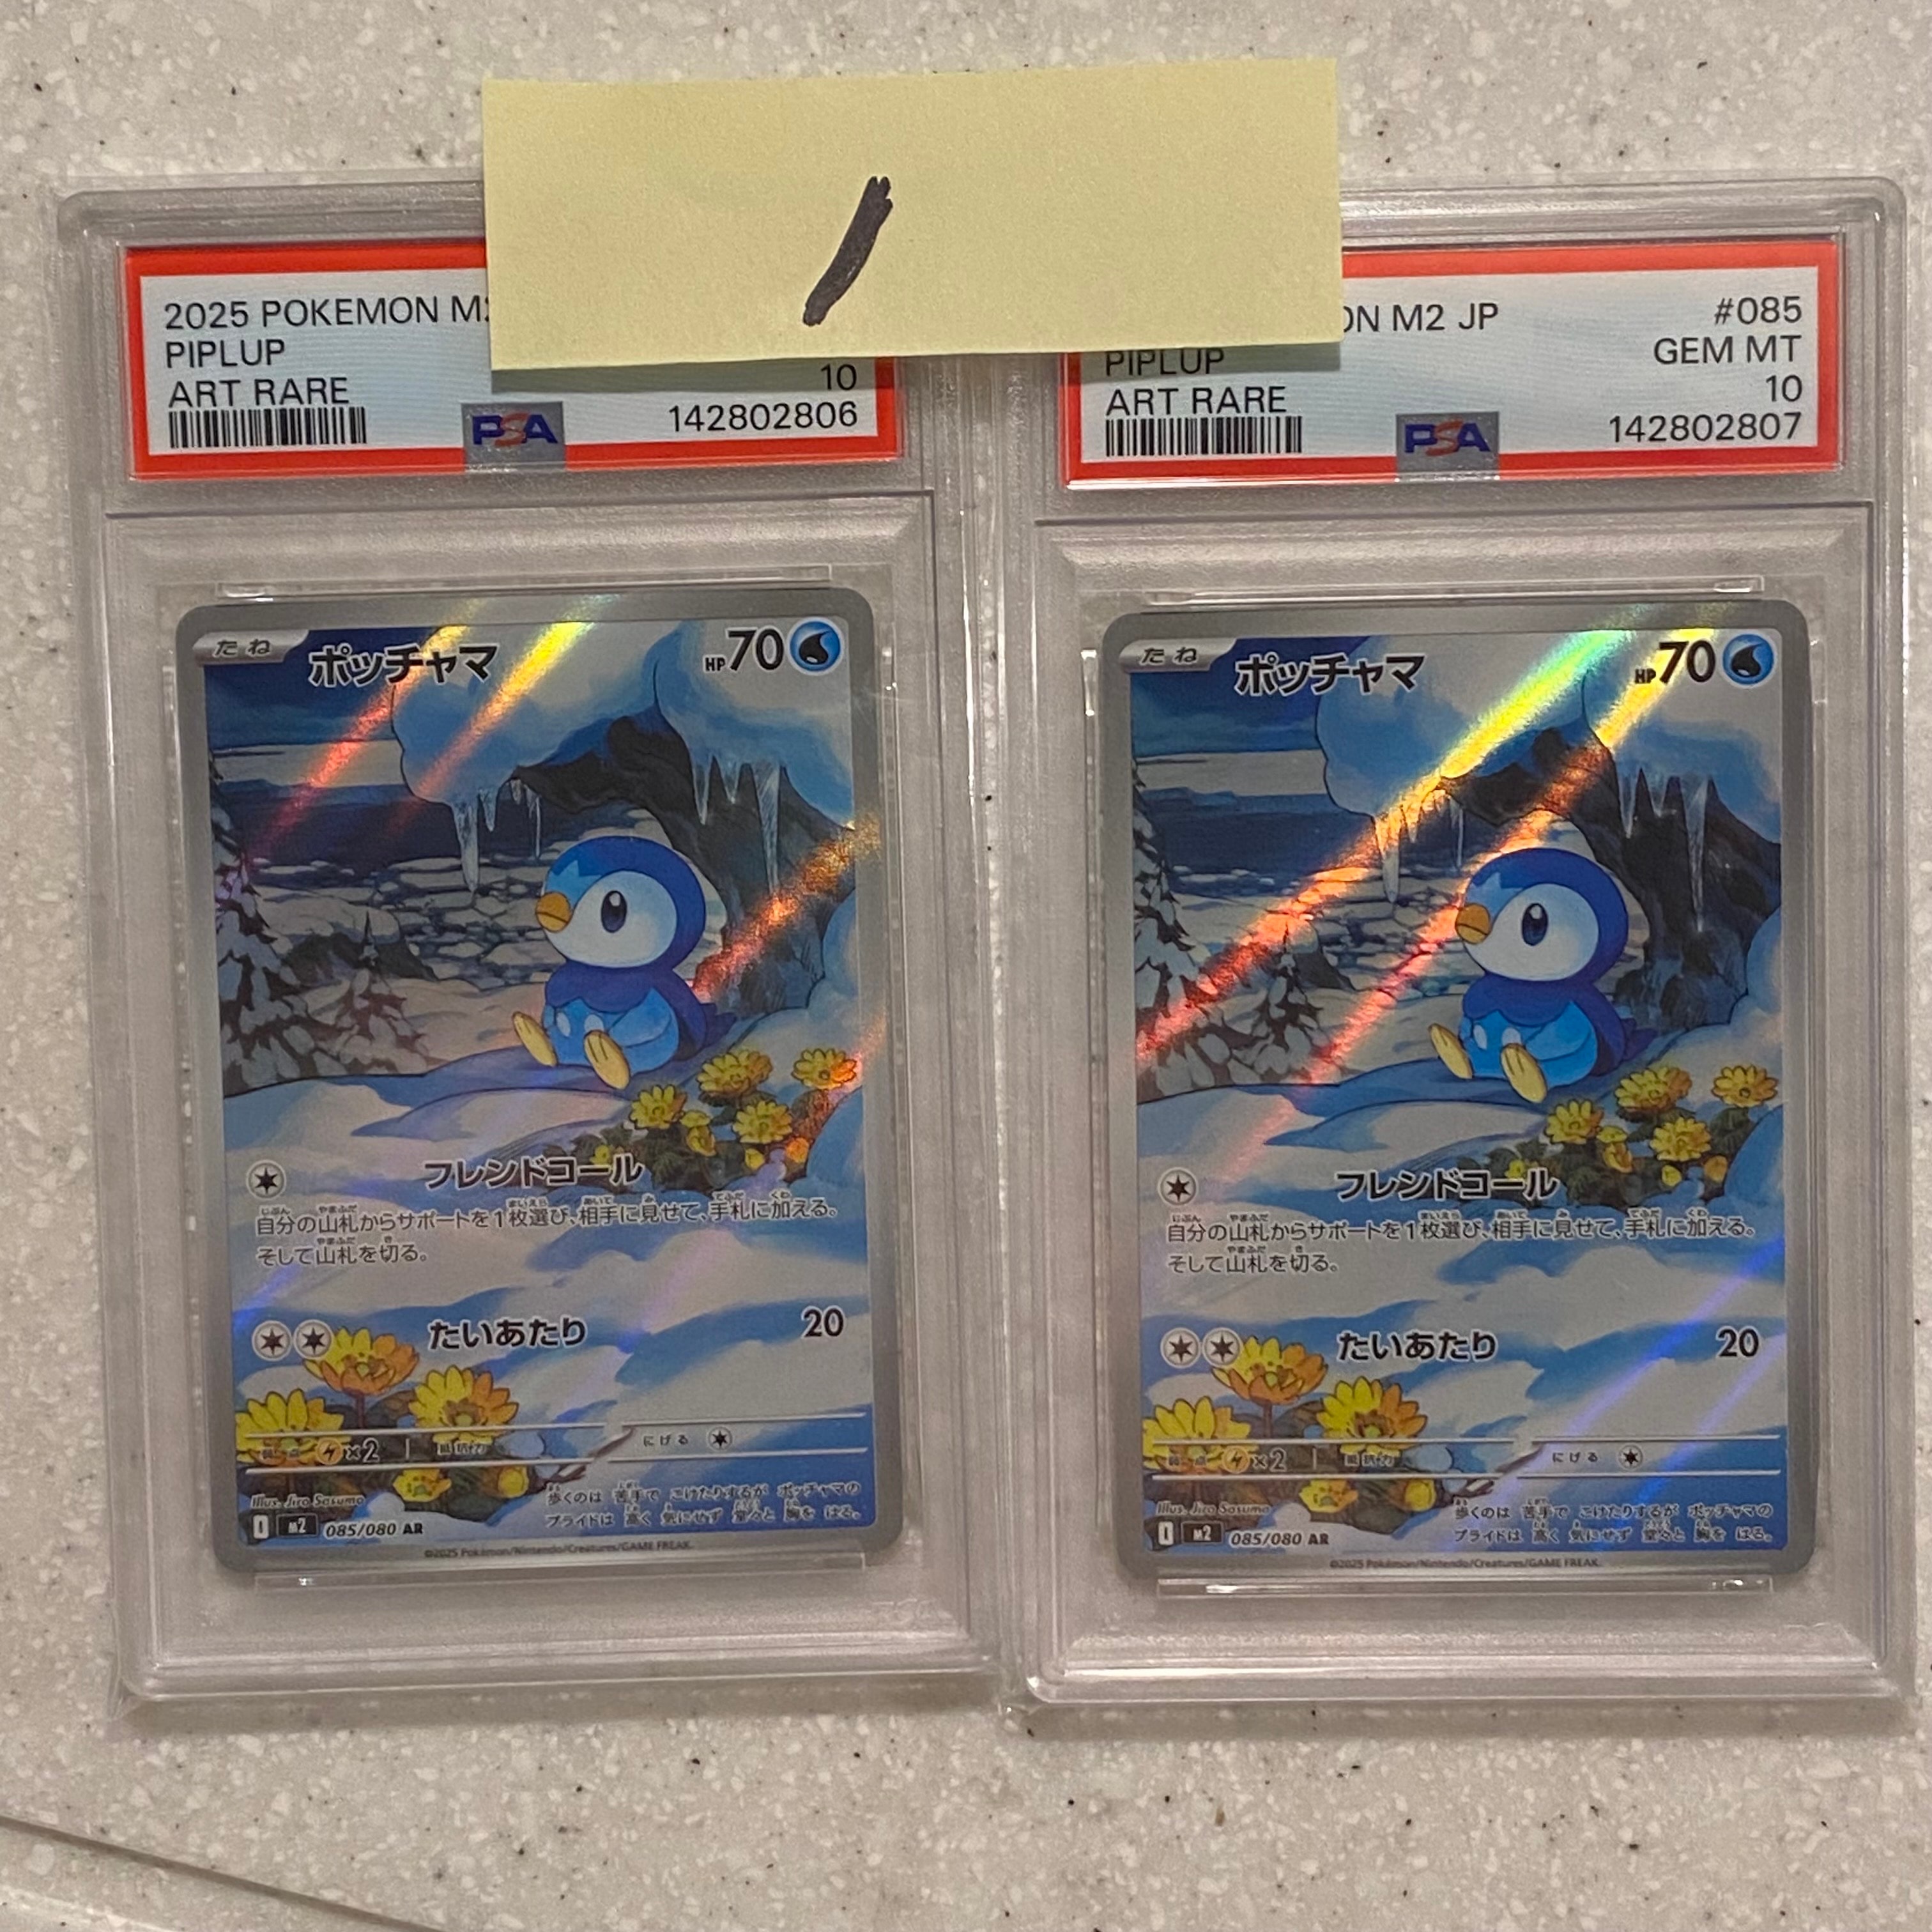 /
2025 POKEMON M2
PIPLUP
ART RARE
10
PSA
142802806
ON M2 JP
#085
PIPLUP
GEM MT
ART RARE
10
PSA
142802807
たね
ポッチャマ
HP70
フレンドコール
自分の山札からサポートを1枚選び、相手に見せて、手札に加える。
そして山札を切る。
たいあたり 20
弱点 ×2 抵抗力 にげる
Illus. Jiro Sasumo
歩くのは 苦手で こけたりするが ポッチャマの
プライドは 高く 気にせず 堂々と 胸を はる。
I m2 085/080 AR
©2025 Pokémon/Nintendo/Creatures/GAME FREAK.
たね
ポッチャマ
HP70
フレンドコール
自分の山札からサポートを1枚選び、相手に見せて、手札に加える。
そして山札を切る。
たいあたり 20
弱点 ×2 抵抗力 にげる
Illus. Jiro Sasumo
歩くのは 苦手で こけたりするが ポッチャマの
プライドは 高く 気にせず 堂々と 胸を はる。
I m2 085/080 AR
©2025 Pokémon/Nintendo/Creatures/GAME FREAK.